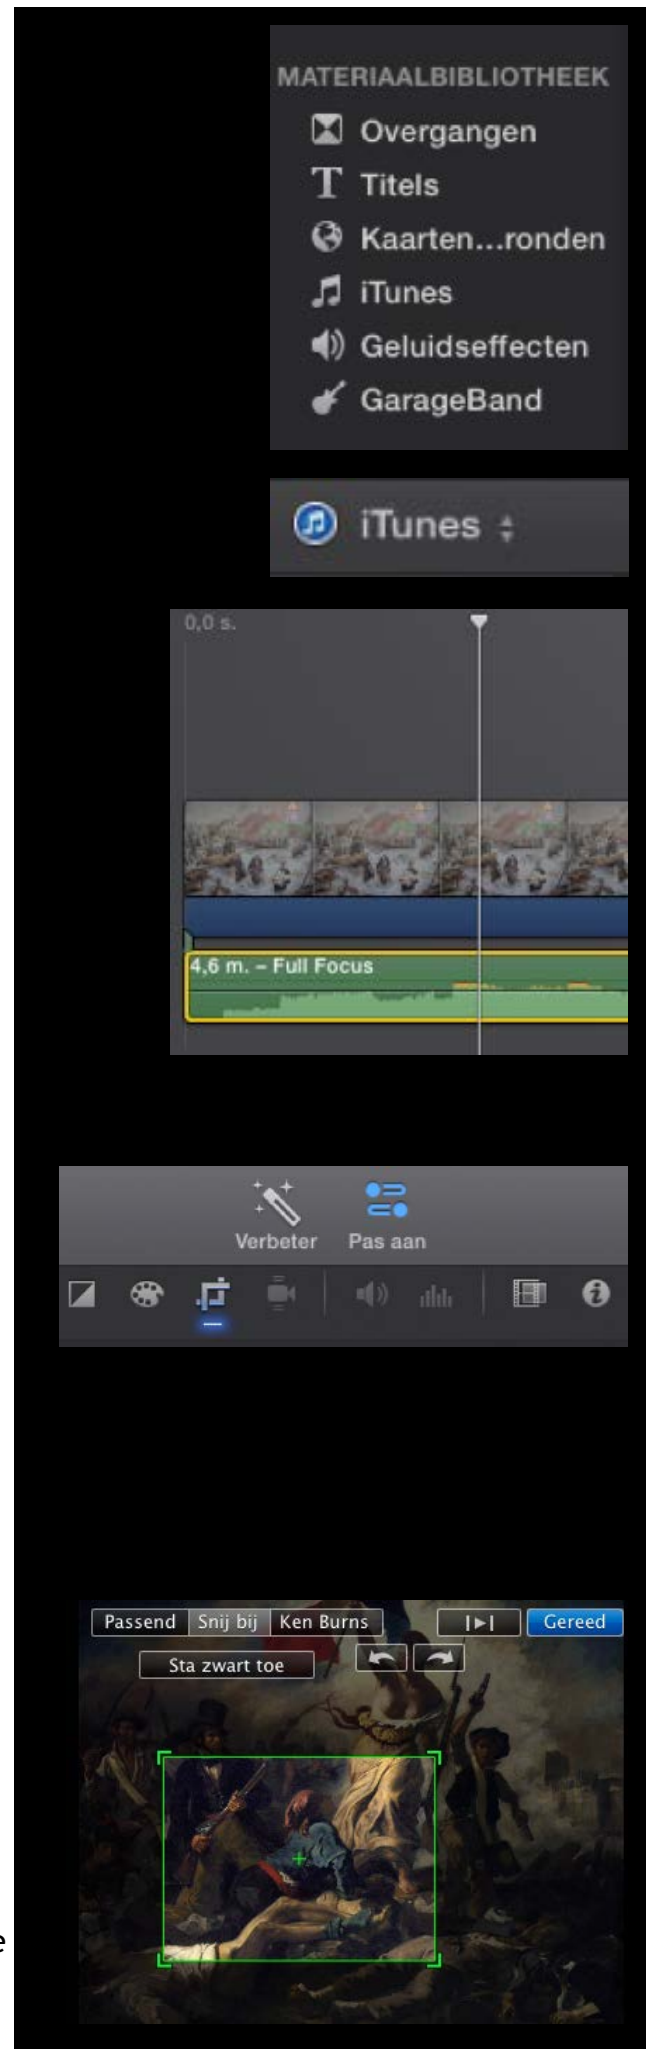 MATERIAALBIBLIOTHEEK
Overgangen
T Titels
Kaarten...ronden
iTunes
Geluidseffecten
GarageBand
iTunes
0,0 s.
4,6 m. – Full Focus
Verbeter Pas aan
Passend Snij bij Ken Burns Gereed
Sta zwart toe
e